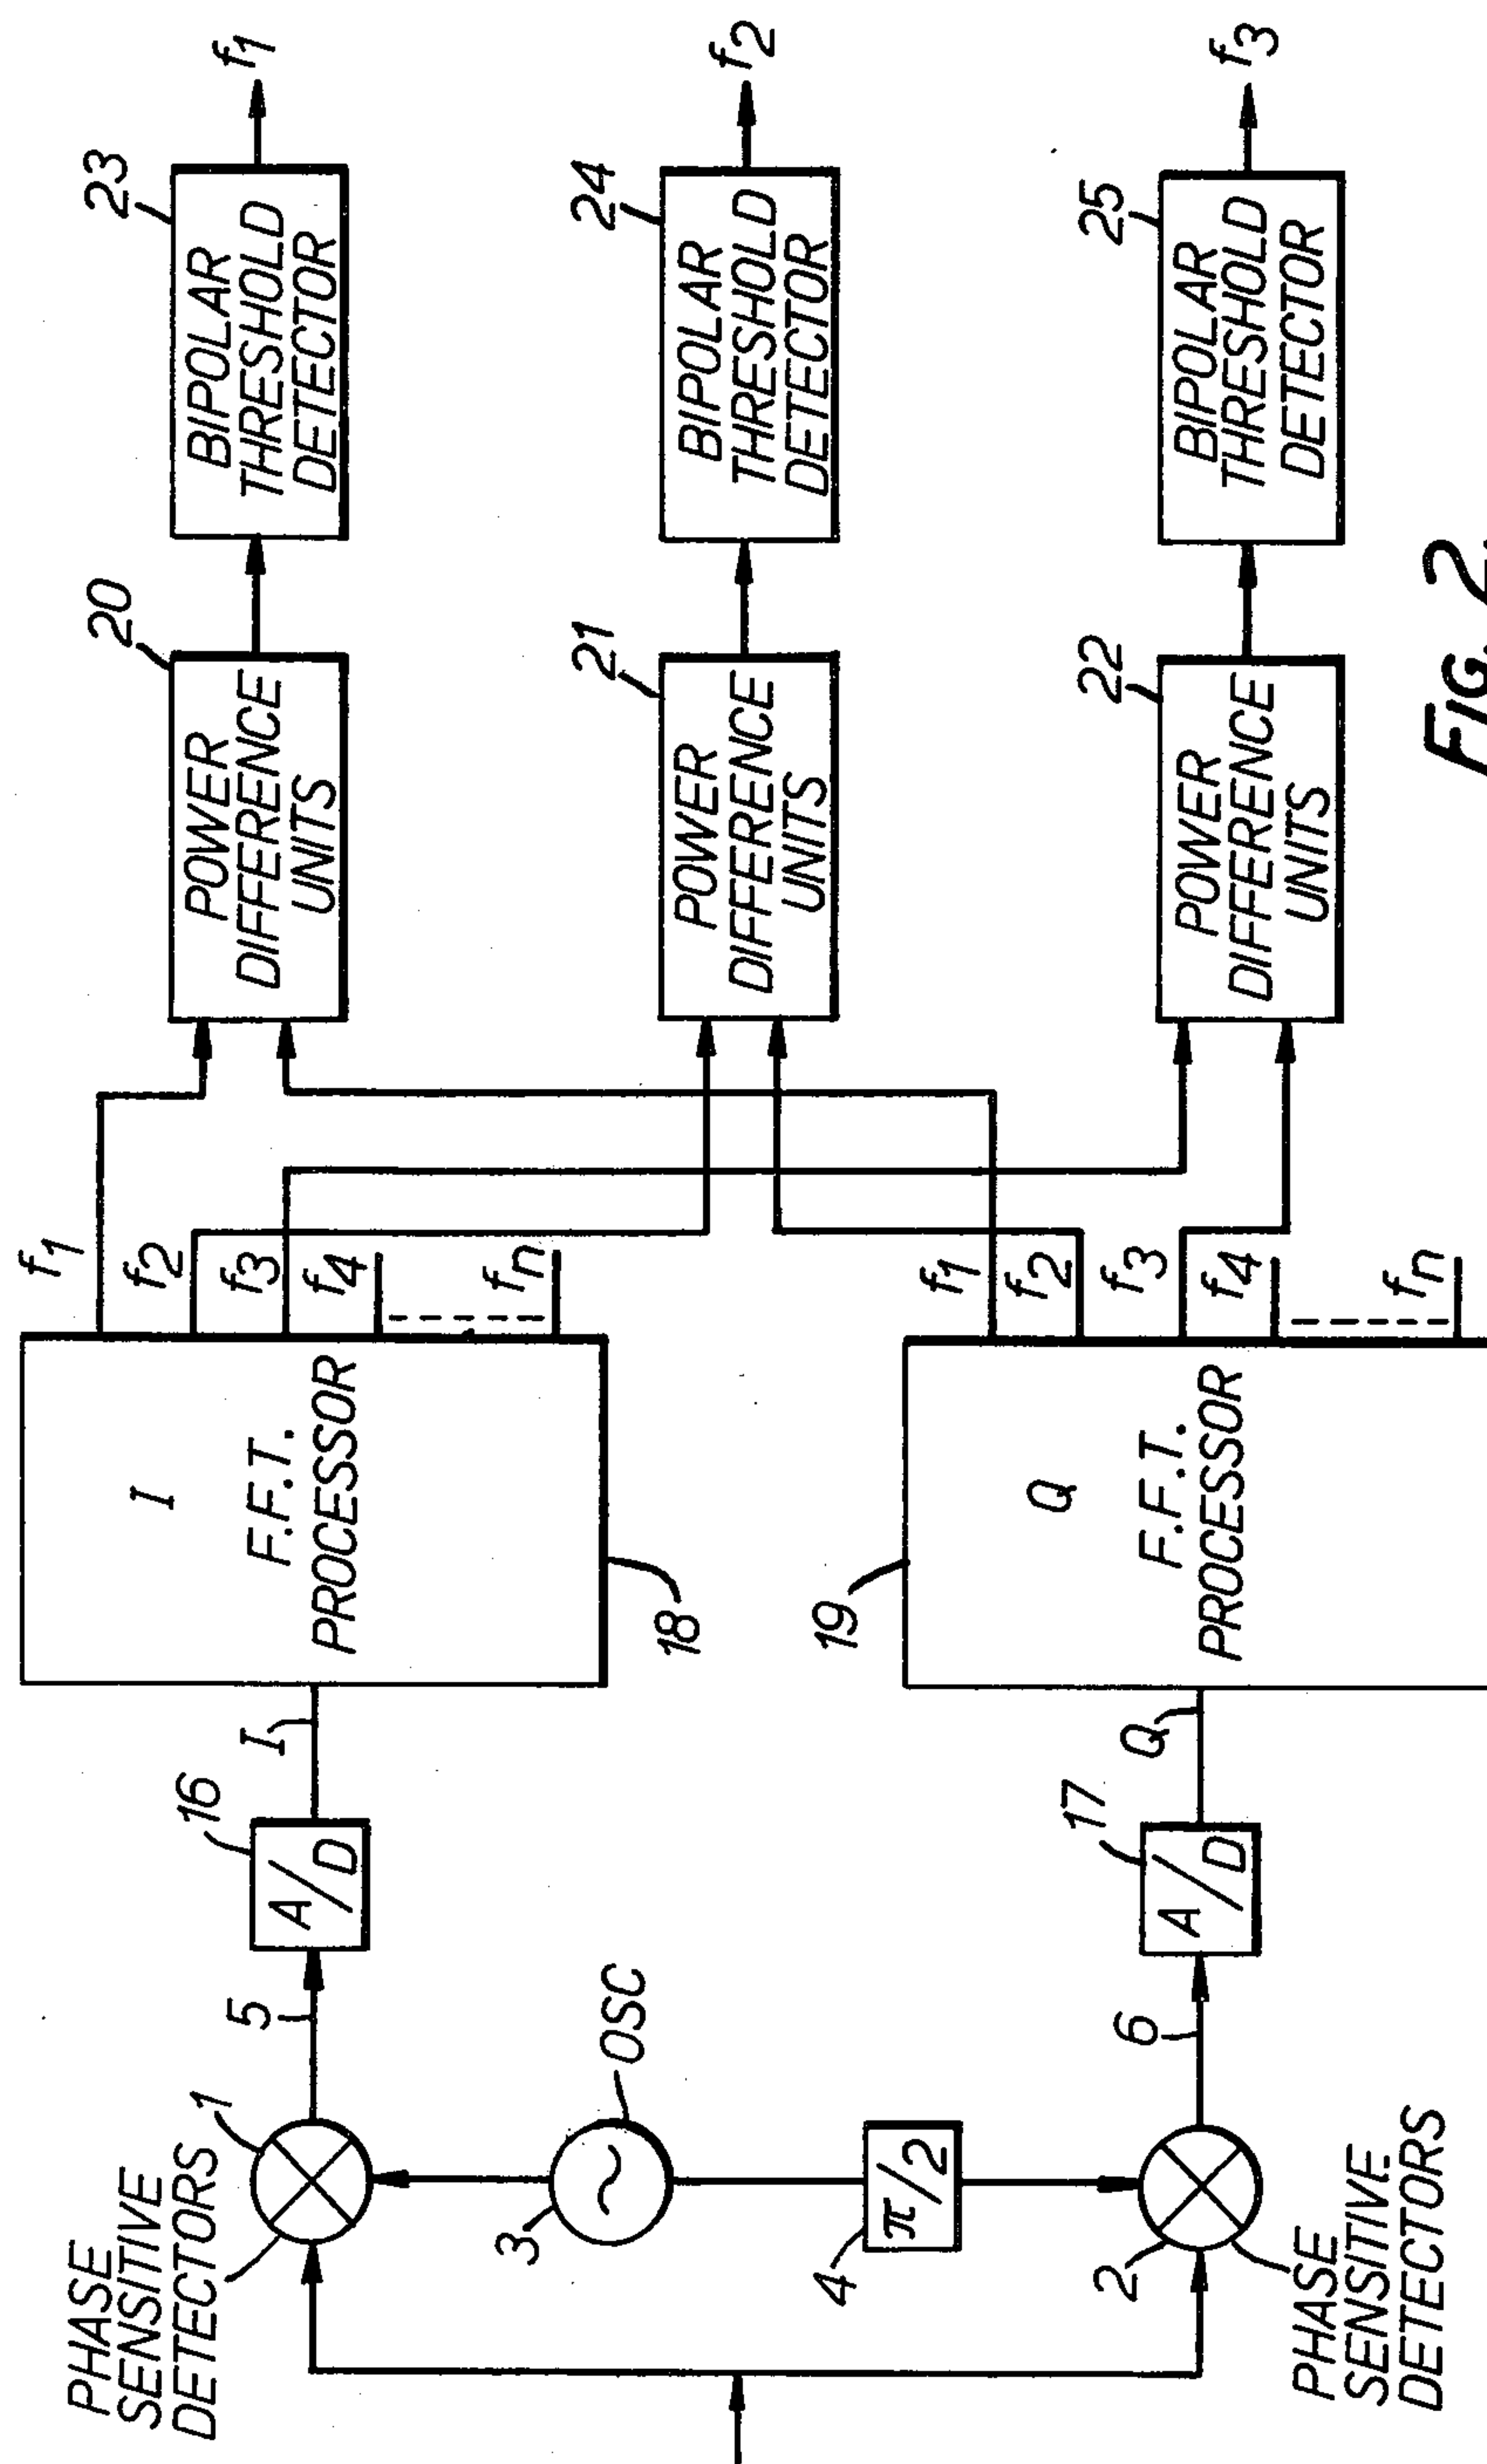 PHASE
SENSITIVE
DETECTORS
1
5
16
A/D
I
I
F.F.T.
PROCESSOR
18
f1
f2
f3
f4
fn
20
POWER
DIFFERENCE
UNITS
23
BIPOLAR
THRESHOLD
DETECTOR
f1
3
OSC
4
π/2
21
POWER
DIFFERENCE
UNITS
24
BIPOLAR
THRESHOLD
DETECTOR
f2
2
PHASE
SENSITIVE
DETECTORS
6
17
A/D
Q
19
Q
F.F.T.
PROCESSOR
f1
f2
f3
f4
fn
22
POWER
DIFFERENCE
UNITS
25
BIPOLAR
THRESHOLD
DETECTOR
f3
FIG. 2.